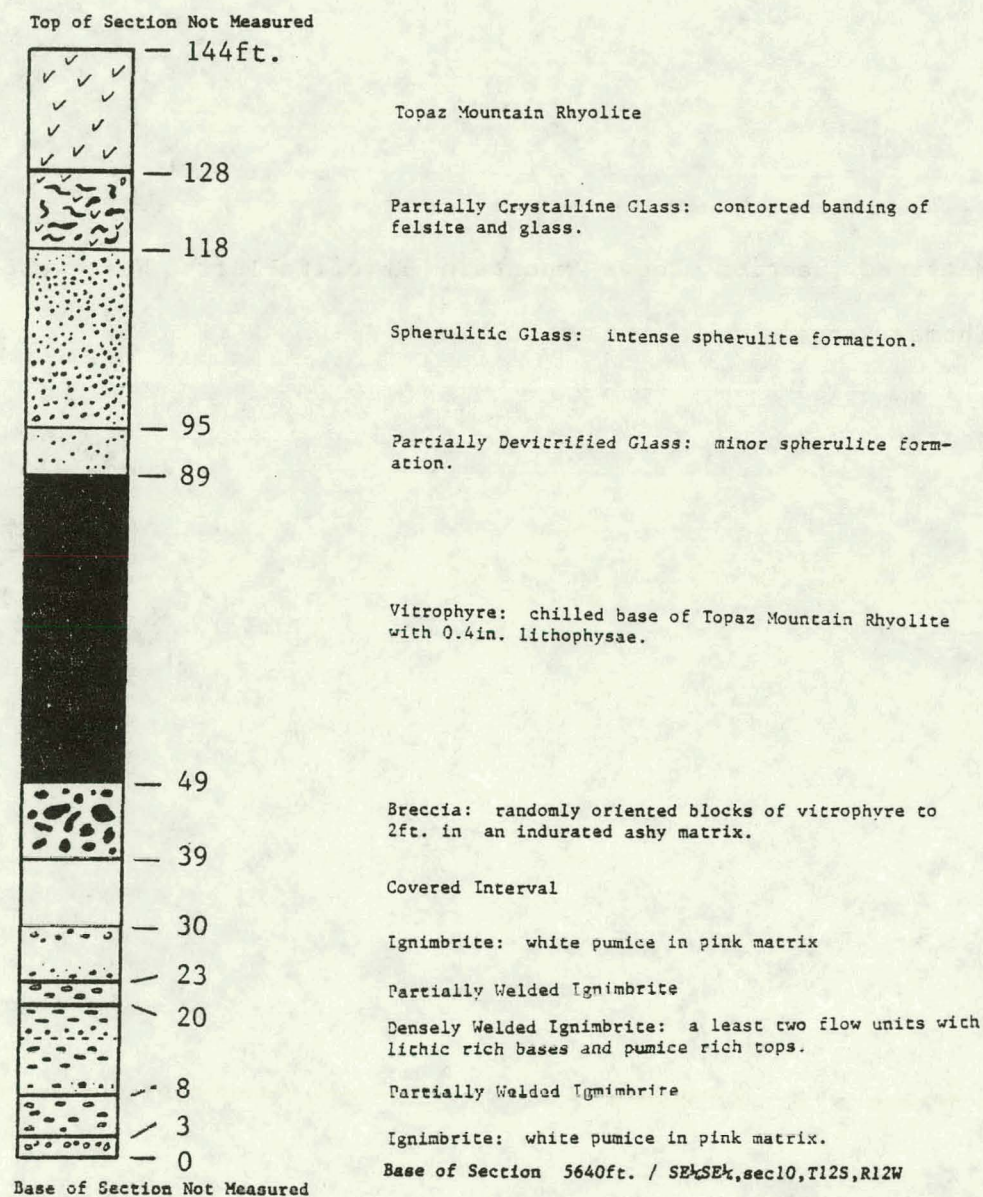 Top of Section Not Measured
144ft.
Topaz Mountain Rhyolite
128
Partially Crystalline Glass: contorted banding of
felsite and glass.
118
Spherulitic Glass: intense spherulite formation.
95
Partially Devitrified Glass: minor spherulite form-
ation.
89
Vitrophyre: chilled base of Topaz Mountain Rhyolite
with 0.4in. lithophysae.
49
Breccia: randomly oriented blocks of vitrophyre to
2ft. in an indurated ashy matrix.
39
Covered Interval
30
Ignimbrite: white pumice in pink matrix
23
Partially Welded Ignimbrite
20
Densely Welded Ignimbrite: a least two flow units with
lithic rich bases and pumice rich tops.
8
Partially Welded Ignimbrite
3
Ignimbrite: white pumice in pink matrix.
0
Base of Section 5640ft. / SE¼SE¼,sec10,T12S,R12W
Base of Section Not Measured